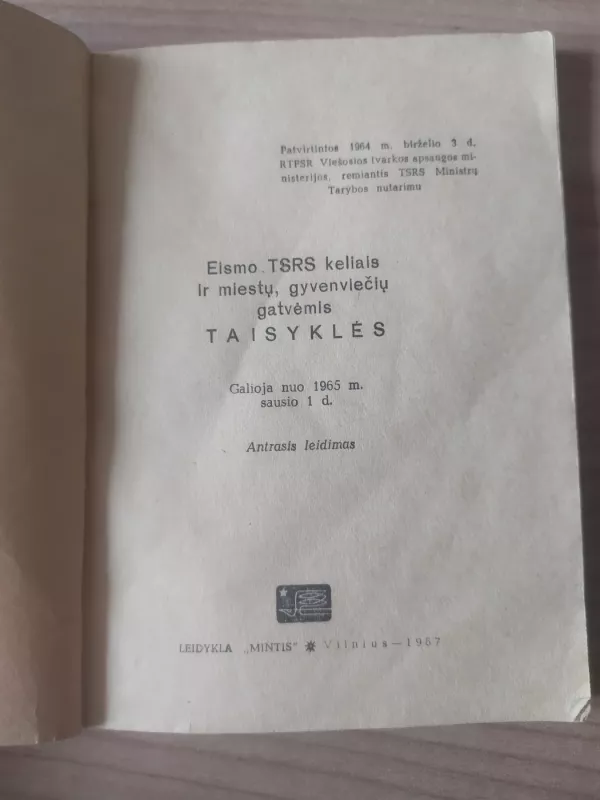 Patvirtintos 1964 m. birželio 3 d.
RTFSR Viešosios tvarkos apsaugos mi-
nisterijos, remiantis TSRS Ministrų
Tarybos nutarimu
Eismo TSRS keliais
ir miestų, gyvenviečių
gatvėmis
TAISYKLĖS
Galioja nuo 1965 m.
sausio 1 d.
Antrasis leidimas
LEIDYKLA „MINTIS" Vilnius—1967